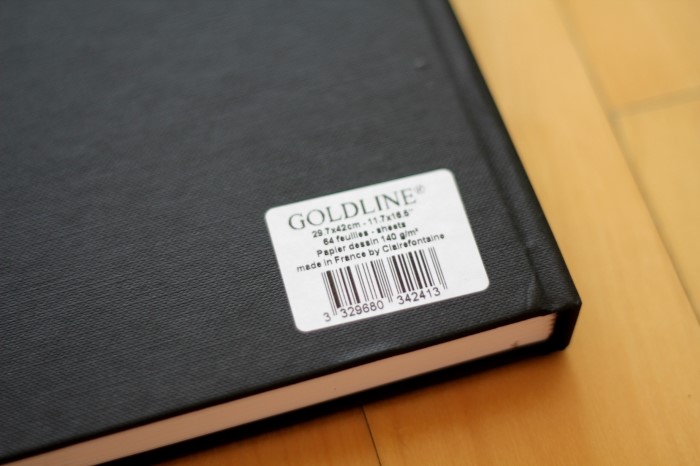 GOLDLINE®
29.7x42cm - 11.7x16.5"
64 feuilles - sheets
Papier dessin 140 g/m²
made in France by Clairefontaine
3 329680 342413